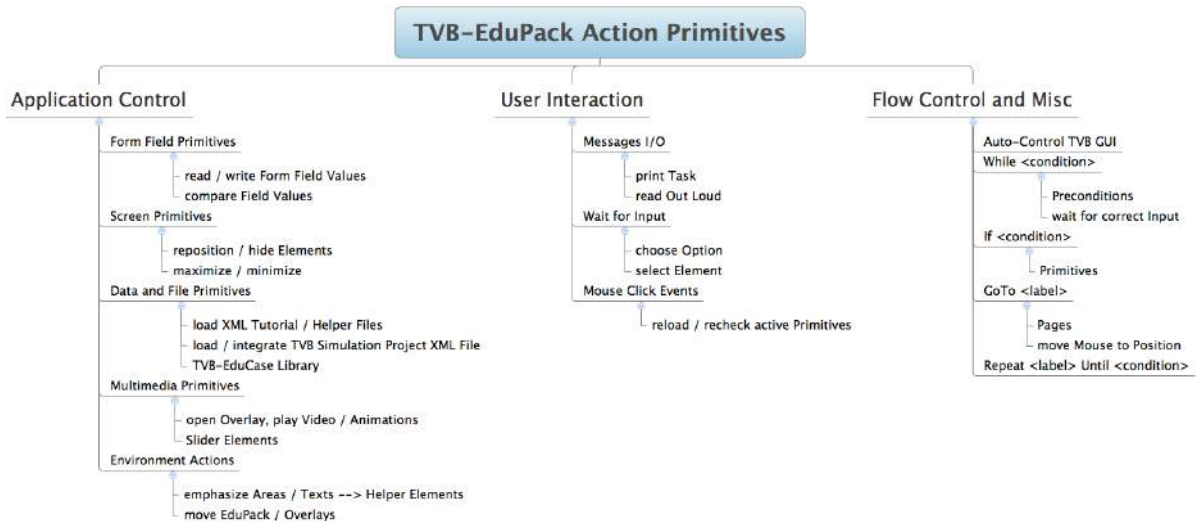 TVB-EduPack Action Primitives
Application Control
Form Field Primitives
read / write Form Field Values
compare Field Values
Screen Primitives
reposition / hide Elements
maximize / minimize
Data and File Primitives
load XML Tutorial / Helper Files
load / integrate TVB Simulation Project XML File
TVB-EduCase Library
Multimedia Primitives
open Overlay, play Video / Animations
Slider Elements
Environment Actions
emphasize Areas / Texts --> Helper Elements
move EduPack / Overlays
User Interaction
Messages I/O
print Task
read Out Loud
Wait for Input
choose Option
select Element
Mouse Click Events
reload / recheck active Primitives
Flow Control and Misc
Auto-Control TVB GUI
While <condition>
Preconditions
wait for correct Input
If <condition>
Primitives
GoTo <label>
Pages
move Mouse to Position
Repeat <label> Until <condition>